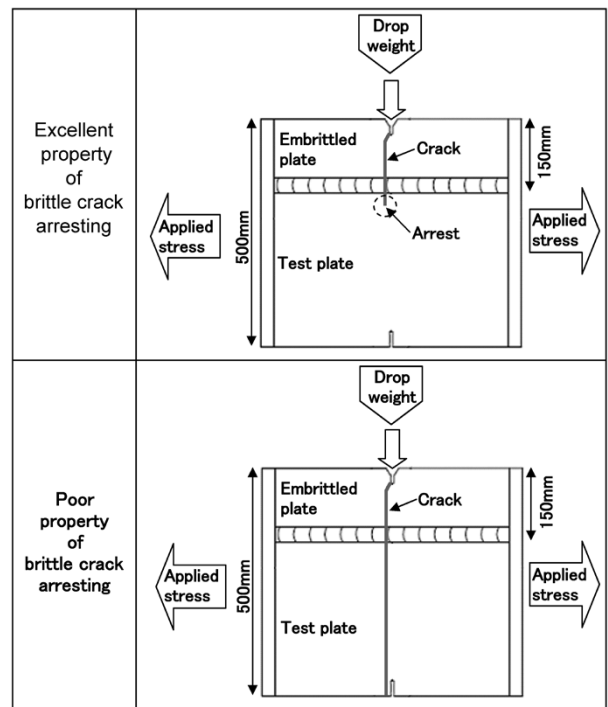 Excellent
property
of
brittle crack
arresting
Drop
weight
Embrittled
plate
Crack
150mm
500mm
Applied
stress
Applied
stress
Arrest
Test plate
Poor
property
of
brittle crack
arresting
Drop
weight
Embrittled
plate
Crack
150mm
500mm
Applied
stress
Applied
stress
Test plate